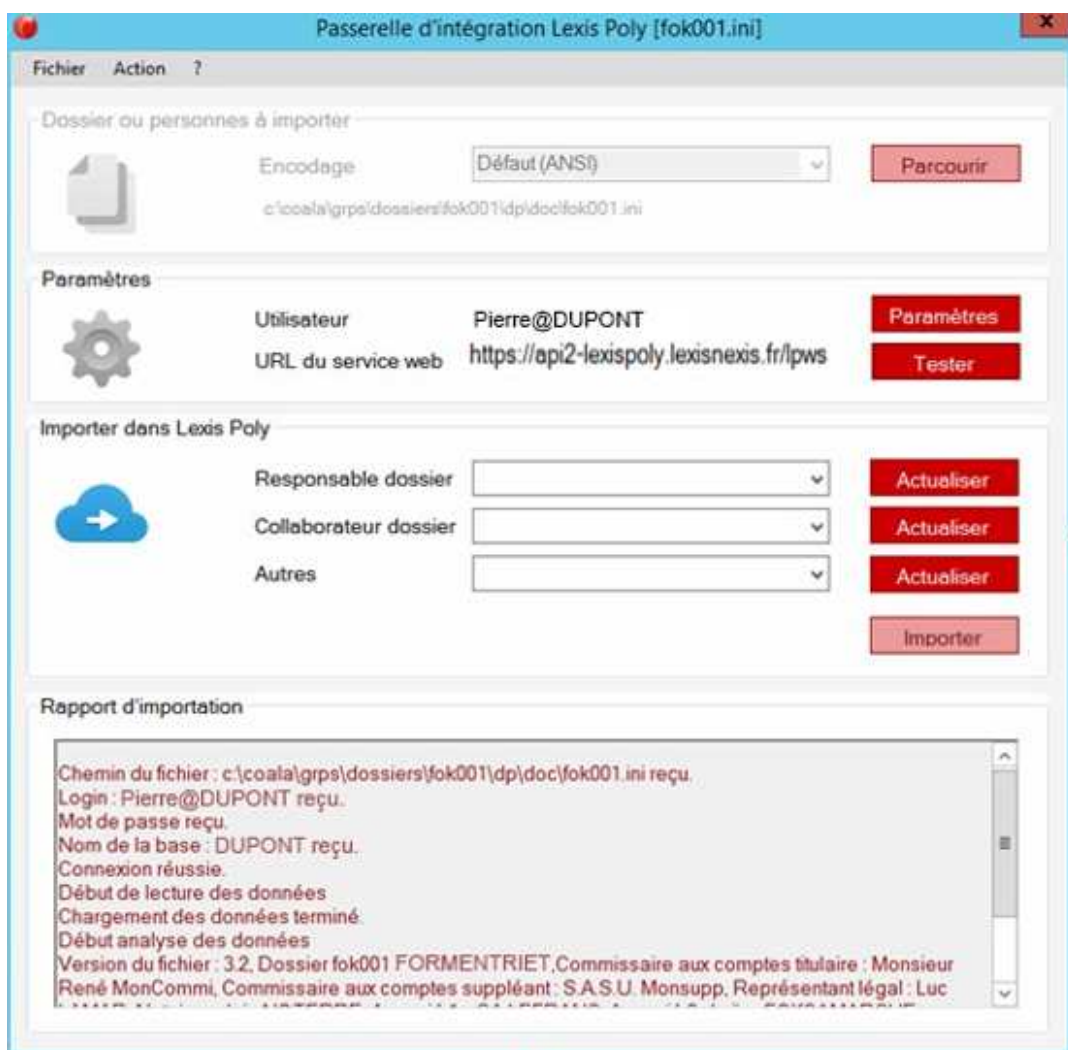 Passerelle d'intégration Lexis Poly [fok001.ini]
x
Fichier Action ?
Dossier ou personnes à importer
Encodage Défaut (ANSI) Parcourir
c:\coala\grps\dossiers\fok001\dp\doc\fok001.ini
Paramètres
Utilisateur Pierre@DUPONT Paramètres
URL du service web https://api2-lexispoly.lexisnexis.fr/lpws Tester
Importer dans Lexis Poly
Responsable dossier Actualiser
Collaborateur dossier Actualiser
Autres Actualiser
Importer
Rapport d'importation
Chemin du fichier : c:\coala\grps\dossiers\fok001\dp\doc\fok001.ini reçu.
Login : Pierre@DUPONT reçu.
Mot de passe reçu.
Nom de la base : DUPONT reçu.
Connexion réussie.
Début de lecture des données
Chargement des données terminé.
Début analyse des données
Version du fichier : 3.2, Dossier fok001 FORMENTRIET,Commissaire aux comptes titulaire : Monsieur
René MonCommi, Commissaire aux comptes suppléant : S.A.S.U. Monsupp, Représentant légal : Luc